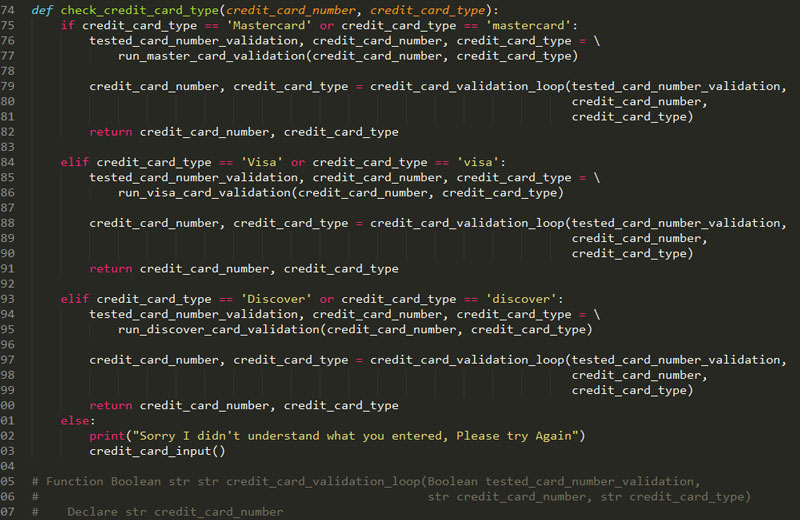 74 def check_credit_card_type(credit_card_number, credit_card_type):
75     if credit_card_type == 'Mastercard' or credit_card_type == 'mastercard':
76         tested_card_number_validation, credit_card_number, credit_card_type = \
77             run_master_card_validation(credit_card_number, credit_card_type)
78
79         credit_card_number, credit_card_type = credit_card_validation_loop(tested_card_number_validation,
80                                                                            credit_card_number,
81                                                                            credit_card_type)
82         return credit_card_number, credit_card_type
83
84     elif credit_card_type == 'Visa' or credit_card_type == 'visa':
85         tested_card_number_validation, credit_card_number, credit_card_type = \
86             run_visa_card_validation(credit_card_number, credit_card_type)
87
88         credit_card_number, credit_card_type = credit_card_validation_loop(tested_card_number_validation,
89                                                                            credit_card_number,
90                                                                            credit_card_type)
91         return credit_card_number, credit_card_type
92
93     elif credit_card_type == 'Discover' or credit_card_type == 'discover':
94         tested_card_number_validation, credit_card_number, credit_card_type = \
95             run_discover_card_validation(credit_card_number, credit_card_type)
96
97         credit_card_number, credit_card_type = credit_card_validation_loop(tested_card_number_validation,
98                                                                            credit_card_number,
99                                                                            credit_card_type)
00         return credit_card_number, credit_card_type
01     else:
02         print("Sorry I didn't understand what you entered, Please try Again")
03         credit_card_input()
04
05 # Function Boolean str str credit_card_validation_loop(Boolean tested_card_number_validation,
06 #                                                      str credit_card_number, str credit_card_type)
07 #    Declare str credit_card_number